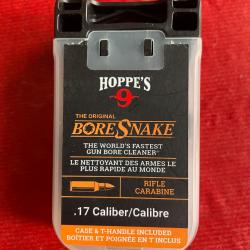 HOPPE'S
9
THE ORIGINAL
BORESNAKE
THE WORLD'S FASTEST
GUN BORE CLEANER
LE NETTOYANT DES ARMES LE
PLUS RAPIDE AU MONDE
RIFLE
CARABINE
.17 Caliber/Calibre
CASE & T-HANDLE INCLUDED
BOÎTIER ET POIGNÉE EN T INCLUS